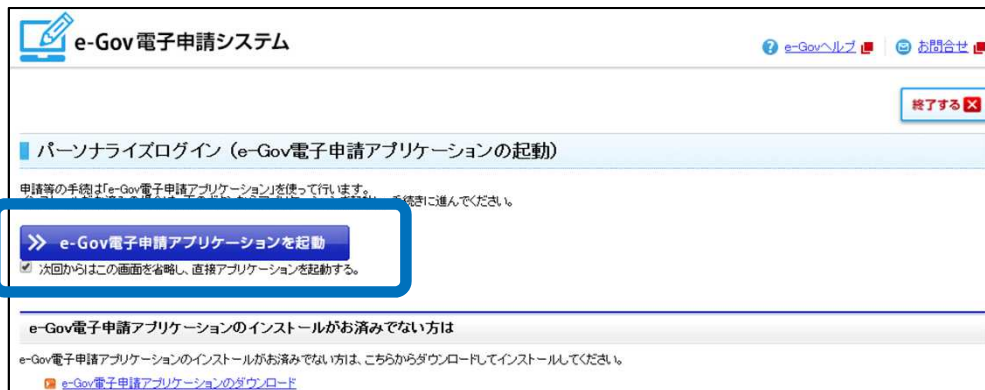 e-Gov電子申請システム
e-Govヘルプ お問合せ
終了する
パーソナライズログイン（e-Gov電子申請アプリケーションの起動）
申請等の手続は「e-Gov電子申請アプリケーション」を使って行います。
手続きに進んでください。
e-Gov電子申請アプリケーションを起動
次回からはこの画面を省略し、直接アプリケーションを起動する。
e-Gov電子申請アプリケーションのインストールがお済みでない方は
e-Gov電子申請アプリケーションのインストールがお済みでない方は、こちらからダウンロードしてインストールしてください。
e-Gov電子申請アプリケーションのダウンロード